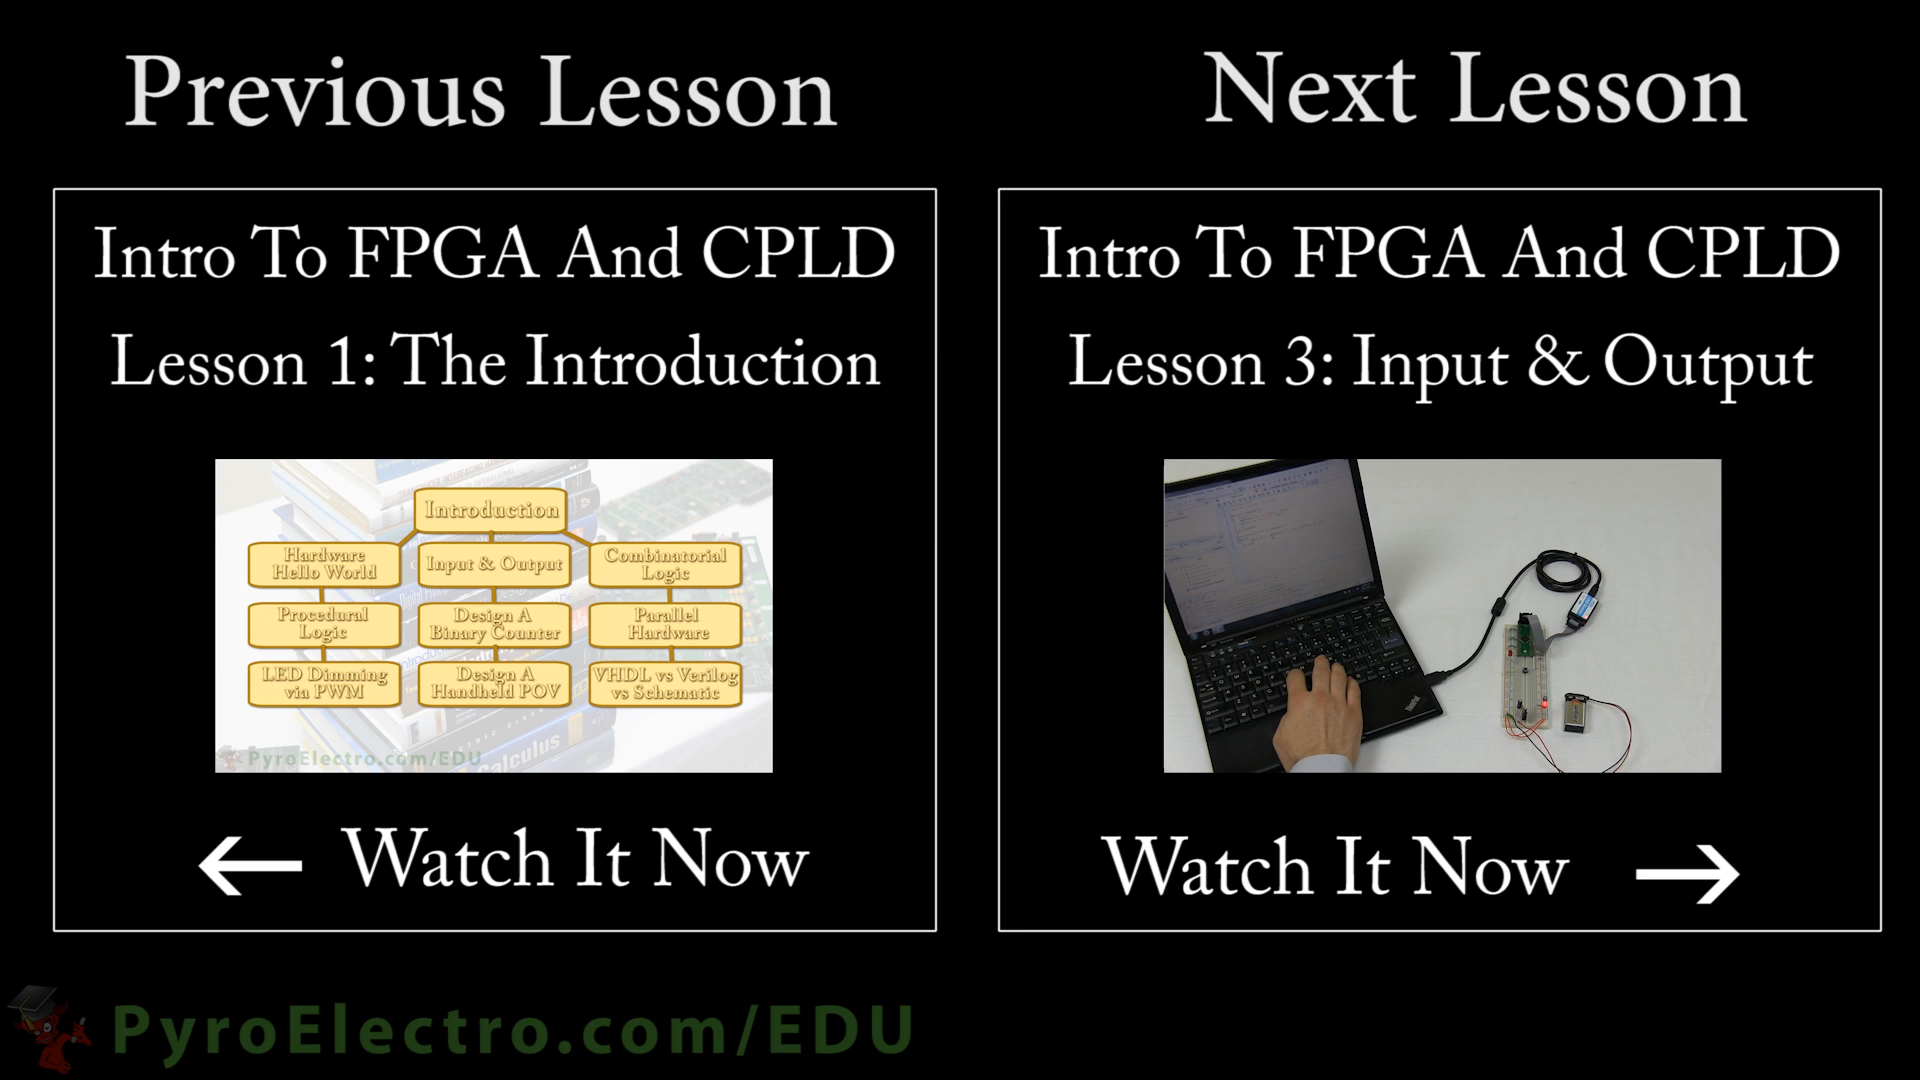 Previous Lesson
Intro To FPGA And CPLD
Lesson 1: The Introduction
Introduction
Hardware
Hello World
Input & Output
Combinatorial
Logic
Procedural
Logic
Design A
Binary Counter
Parallel
Hardware
LED Dimming
via PWM
Design A
Handheld POV
VHDL vs Verilog
vs Schematic
Calculus
PyroElectro.com/EDU
← Watch It Now
Next Lesson
Intro To FPGA And CPLD
Lesson 3: Input & Output
ThinkPad
Watch It Now →
PyroElectro.com/EDU